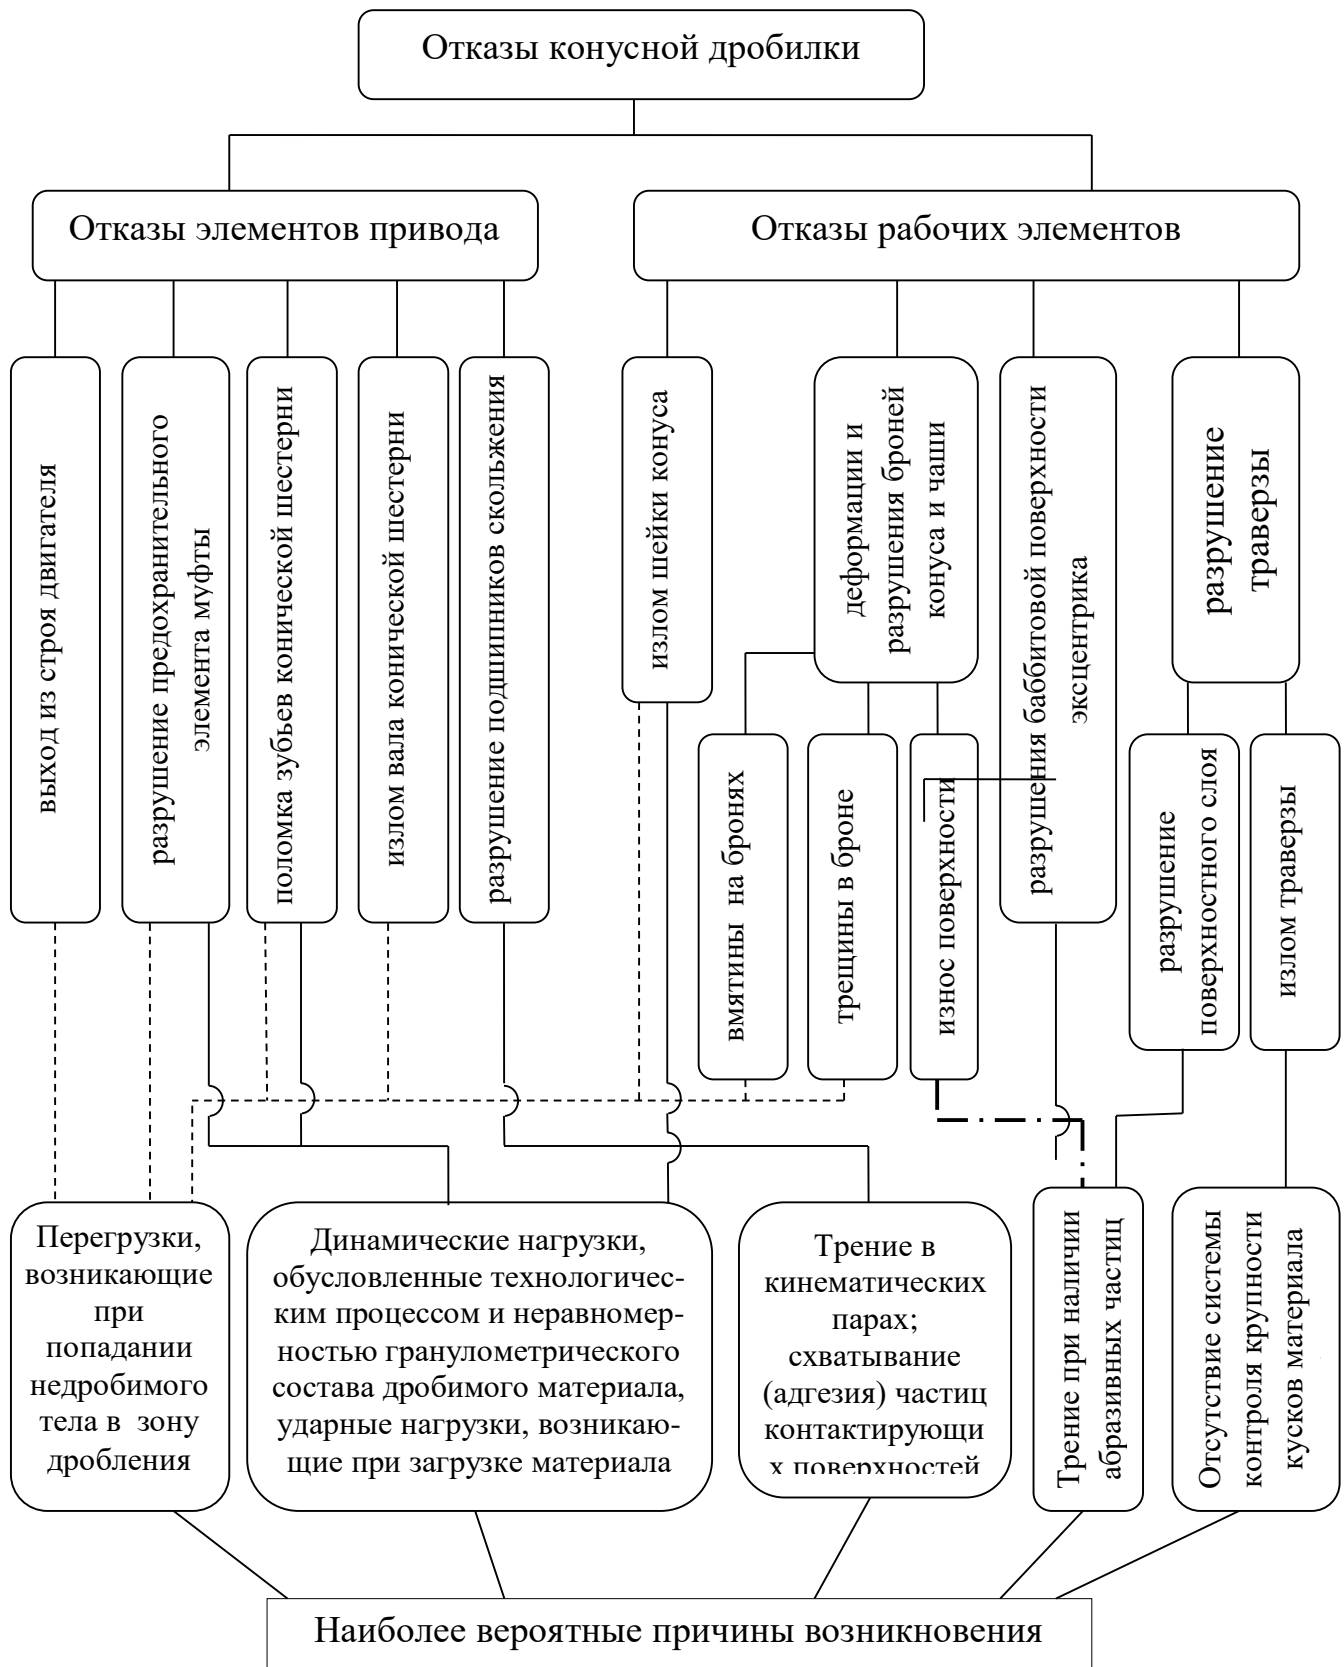 Отказы конусной дробилки
Отказы элементов привода
Отказы рабочих элементов
выход из строя двигателя
разрушение предохранительного
элемента муфты
поломка зубьев конической шестерни
излом вала конической шестерни
разрушение подшипников скольжения
излом шейки конуса
деформации и
разрушения броней
конуса и чаши
разрушения баббитовой поверхности
эксцентрика
разрушение
траверзы
вмятины на бронях
трещины в броне
износ поверхности
разрушение
поверхностного слоя
излом траверзы
Перегрузки,
возникающие
при
попадании
недробимого
тела в зону
дробления
Динамические нагрузки,
обусловленные технологичес-
ким процессом и неравномер-
ностью гранулометрического
состава дробимого материала,
ударные нагрузки, возникаю-
щие при загрузке материала
Трение в
кинематических
парах;
схватывание
(адгезия) частиц
контактирующи
х поверхностей
Трение при наличии
абразивных частиц
Отсутствие системы
контроля крупности
кусков материала
Наиболее вероятные причины возникновения